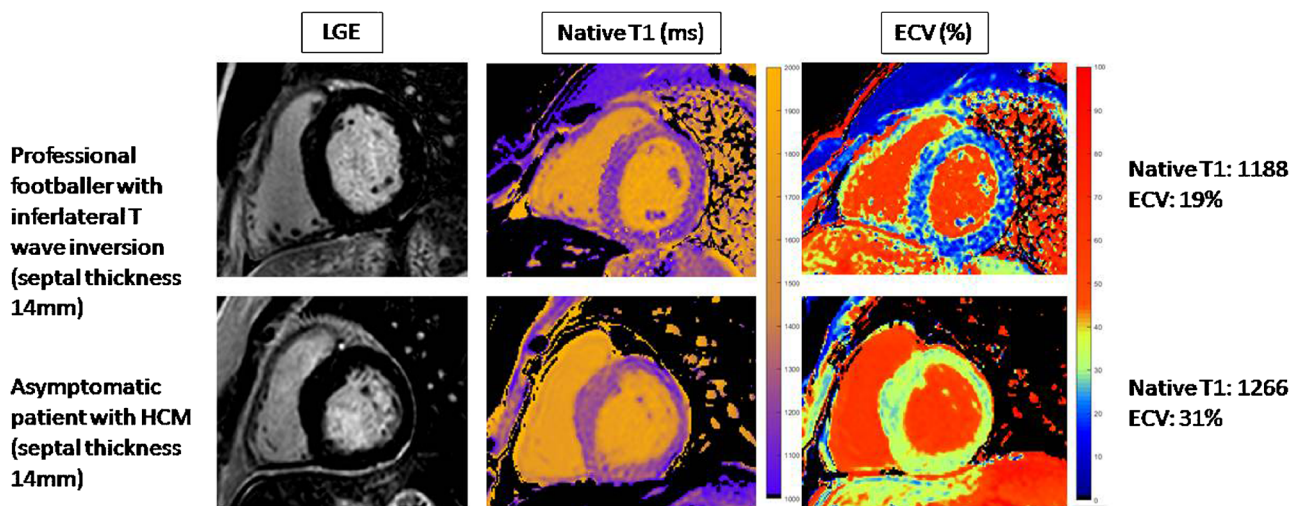 LGE
Native T1 (ms)
ECV (%)
Professional
footballer with
inferlateral T
wave inversion
(septal thickness
14mm)
2000
1900
1800
1700
1600
1500
1400
1300
1200
1100
1000
100
90
80
70
60
50
40
30
20
10
0
Native T1: 1188
ECV: 19%
Asymptomatic
patient with HCM
(septal thickness
14mm)
Native T1: 1266
ECV: 31%